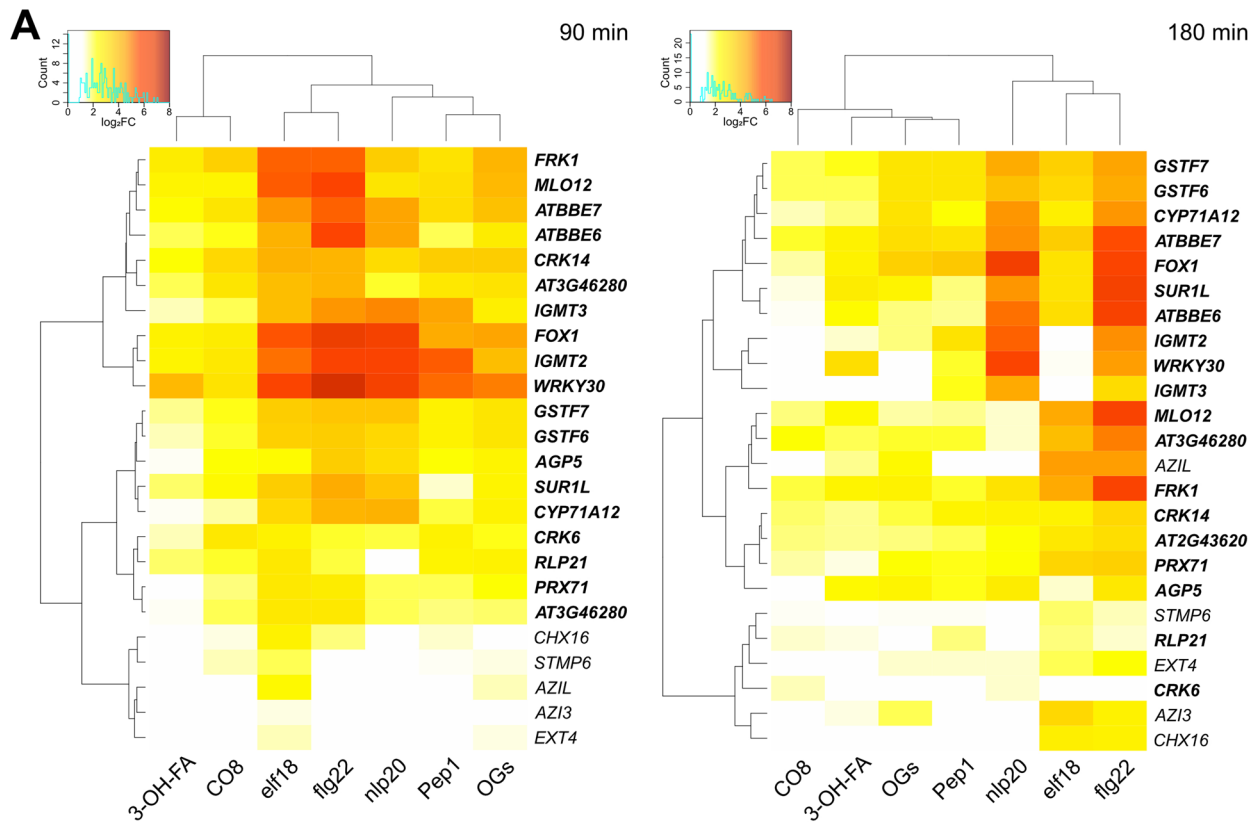 A
90 min
Count
0 4 8 12
0 2 4 6 8
log₂FC
FRK1
MLO12
ATBBE7
ATBBE6
CRK14
AT3G46280
IGMT3
FOX1
IGMT2
WRKY30
GSTF7
GSTF6
AGP5
SUR1L
CYP71A12
CRK6
RLP21
PRX71
AT3G46280
CHX16
STMP6
AZIL
AZI3
EXT4
3-OH-FA CO8 elf18 flg22 nlp20 Pep1 OGs
180 min
Count
0 5 10 15 20
0 2 4 6 8
log₂FC
GSTF7
GSTF6
CYP71A12
ATBBE7
FOX1
SUR1L
ATBBE6
IGMT2
WRKY30
IGMT3
MLO12
AT3G46280
AZIL
FRK1
CRK14
AT2G43620
PRX71
AGP5
STMP6
RLP21
EXT4
CRK6
AZI3
CHX16
CO8 3-OH-FA OGs Pep1 nlp20 elf18 flg22